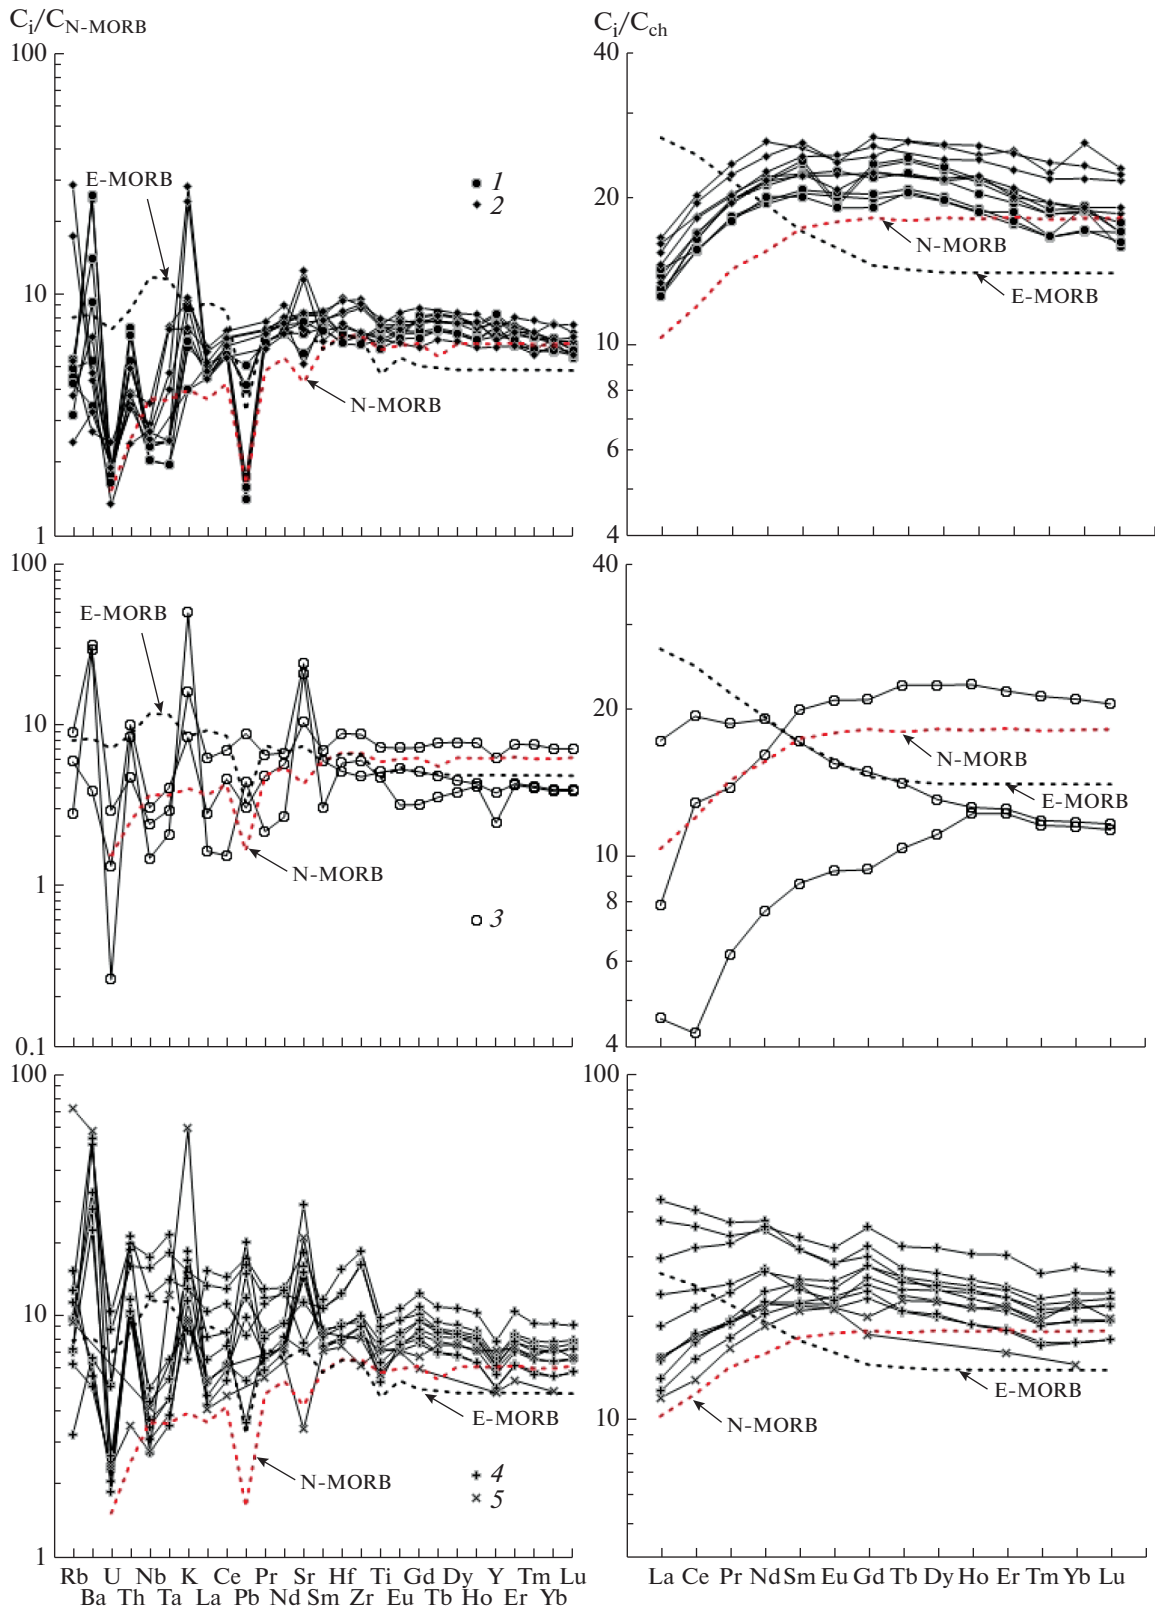 Ci/CN-MORB
100
10
1
E-MORB
N-MORB
1
2
Ci/Cch
40
20
10
8
6
4
N-MORB
E-MORB
100
10
1
0.1
E-MORB
N-MORB
3
40
20
10
8
6
4
N-MORB
E-MORB
100
10
1
E-MORB
N-MORB
4
5
Rb U Nb K Ce Pr Sr Hf Ti Gd Dy Y Tm Lu
Ba Th Ta La Pb Nd Sm Zr Eu Tb Ho Er Yb
100
10
E-MORB
N-MORB
La Ce Pr Nd Sm Eu Gd Tb Dy Ho Er Tm Yb Lu